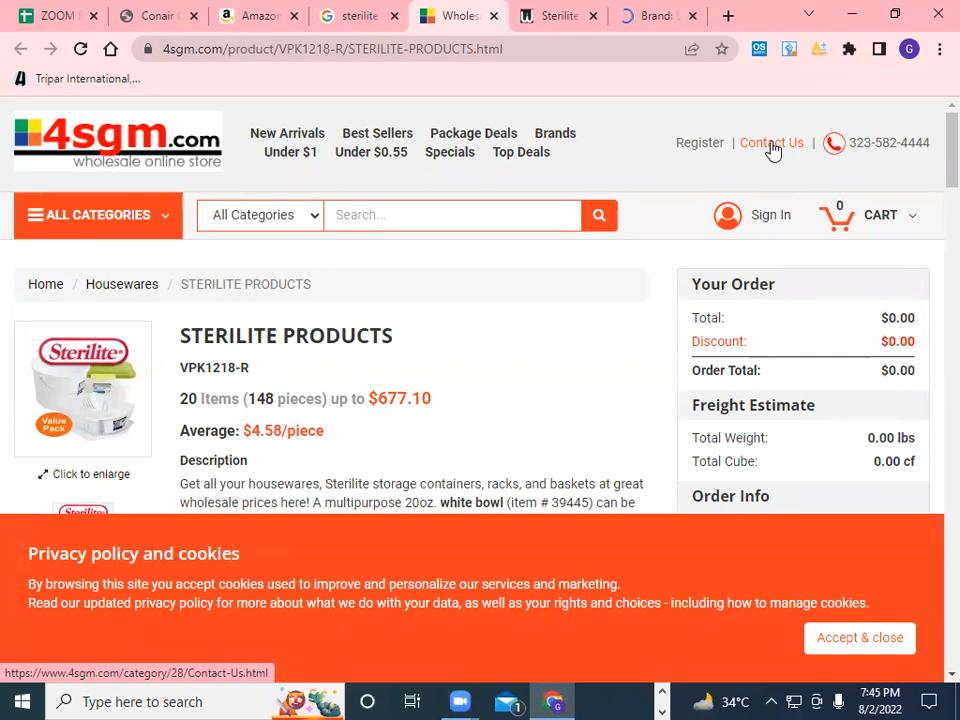 ZOOM E
Conair C
Amazon
sterilite
Wholes
Sterilite
Brand: S
4sgm.com/product/VPK1218-R/STERILITE-PRODUCTS.html
G
Tripar International,...
4sgm.com
wholesale online store
New Arrivals Best Sellers Package Deals Brands
Under $1 Under $0.55 Specials Top Deals
Register | Contact Us | 323-582-4444
ALL CATEGORIES
All Categories
Search...
Sign In
0
CART
Home / Housewares / STERILITE PRODUCTS
Sterilite
Value
Pack
Click to enlarge
Sterilite
STERILITE PRODUCTS
VPK1218-R
20 Items (148 pieces) up to $677.10
Average: $4.58/piece
Description
Get all your housewares, Sterilite storage containers, racks, and baskets at great
wholesale prices here! A multipurpose 20oz. white bowl (item # 39445) can be
Your Order
Total: $0.00
Discount: $0.00
Order Total: $0.00
Freight Estimate
Total Weight: 0.00 lbs
Total Cube: 0.00 cf
Order Info
Privacy policy and cookies
By browsing this site you accept cookies used to improve and personalize our services and marketing.
Read our updated privacy policy for more about what we do with your data, as well as your rights and choices - including how to manage cookies.
Accept & close
https://www.4sgm.com/category/28/Contact-Us.html
Type here to search
1
G
34°C
7:45 PM
8/2/2022